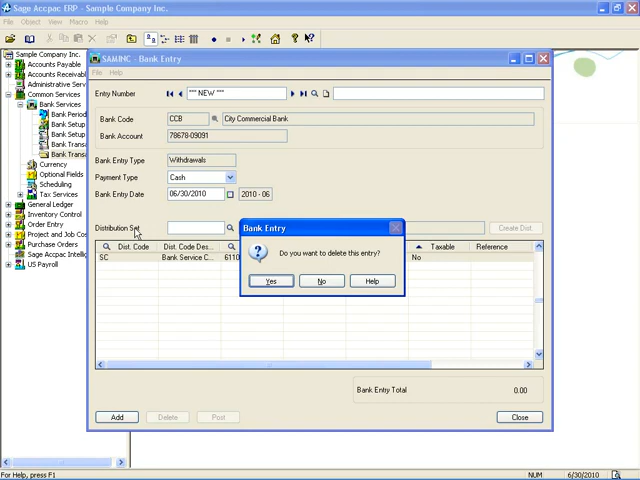 Sage Accpac ERP - Sample Company Inc.
File Object View Macro Help
Sample Company Inc.
Accounts Payable
Accounts Receivab
Administrative Serv
Common Services
Bank Services
Bank Period
Bank Setup
Bank Setup
Bank Transa
Bank Transa
Currency
Optional Fields
Scheduling
Tax Services
General Ledger
Inventory Control
Order Entry
Project and Job Co
Purchase Orders
Sage Accpac Intellig
US Payroll
SAMINC - Bank Entry
File Help
Entry Number *** NEW ***
Bank Code CCB City Commercial Bank
Bank Account 78678-09091
Bank Entry Type Withdrawals
Payment Type Cash
Bank Entry Date 06/30/2010 2010 - 06
Distribution Set Create Dist.
Dist. Code Dist. Code Des... Taxable Reference
SC Bank Service C... 6110 No
Bank Entry
Do you want to delete this entry?
Yes No Help
Bank Entry Total 0.00
Add Delete Post Close
For Help, press F1 NUM 6/30/2010